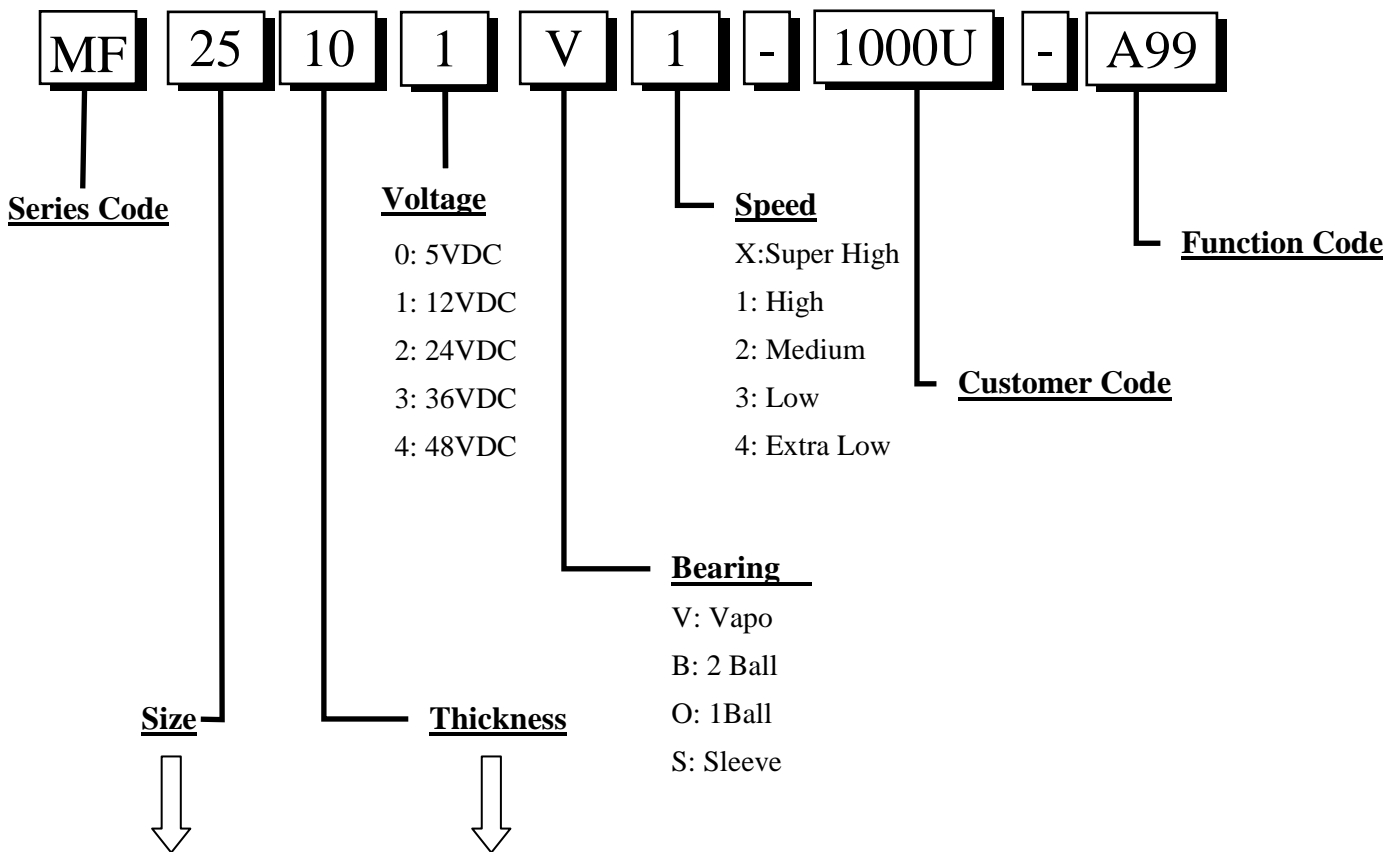 MF 25 10 1 V 1 - 1000U - A99
Series Code
Voltage
0: 5VDC
1: 12VDC
2: 24VDC
3: 36VDC
4: 48VDC
Speed
X:Super High
1: High
2: Medium
3: Low
4: Extra Low
Function Code
Customer Code
Bearing
V: Vapo
B: 2 Ball
O: 1Ball
S: Sleeve
Size
Thickness